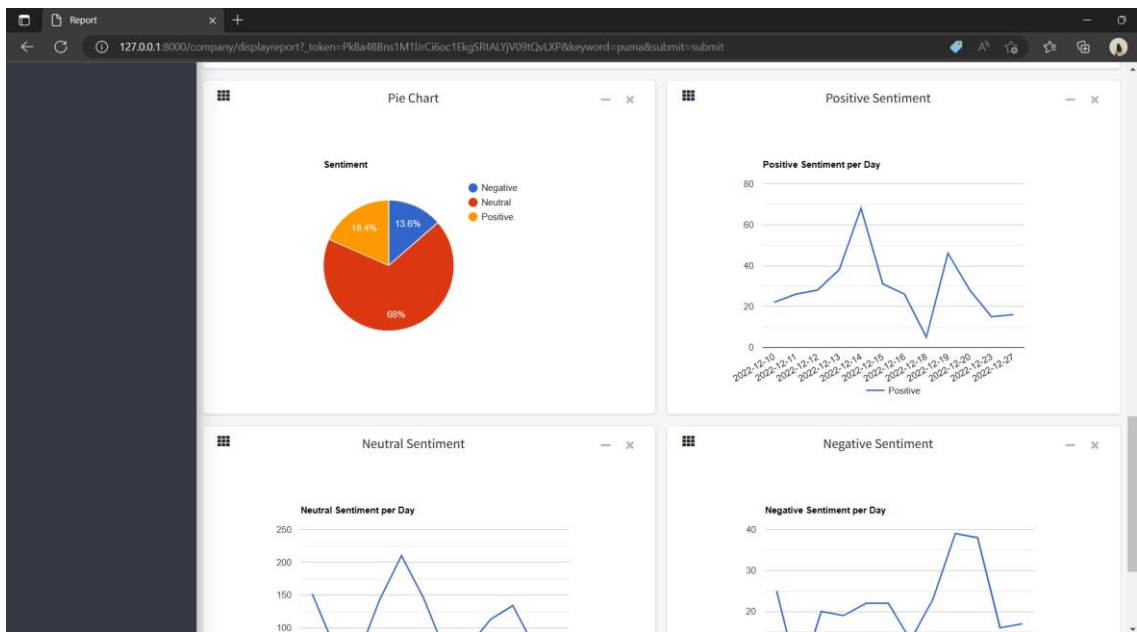 Report
127.0.0.1:8000/company/displayreport?_token=Pk8a4BBns1M1lJrCi6oc1EkgSRtALYjV09tQvLXP&keyword=puma&submit=submit
Pie Chart
Sentiment
Negative
Neutral
Positive
18.4%
13.6%
68%
Positive Sentiment
Positive Sentiment per Day
80
60
40
20
0
2022-12-10
2022-12-11
2022-12-12
2022-12-13
2022-12-14
2022-12-15
2022-12-16
2022-12-18
2022-12-19
2022-12-20
2022-12-23
2022-12-27
Positive
Neutral Sentiment
Neutral Sentiment per Day
250
200
150
100
Negative Sentiment
Negative Sentiment per Day
40
30
20